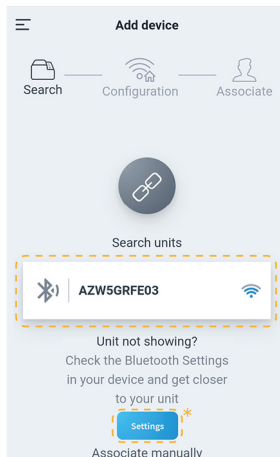 Add device
Search
Configuration
Associate
Search units
AZW5GRFE03
Unit not showing?
Check the Bluetooth Settings
in your device and get closer
to your unit
Settings
*
Associate manually